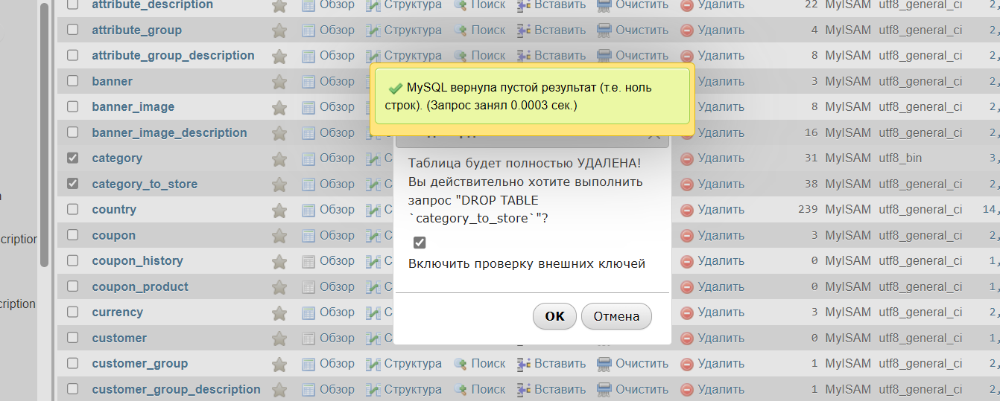 attribute_description Обзор Структура Поиск Вставить Очистить Удалить 22 MyISAM utf8_general_ci 2,
attribute_group Обзор Структура Поиск Вставить Очистить Удалить 4 MyISAM utf8_general_ci 2,
attribute_group_description Обзор Структура Поиск Вставить Очистить Удалить 8 MyISAM utf8_general_ci 2,
banner Обзор Удалить 3 MyISAM utf8_general_ci 2,
MySQL вернула пустой результат (т.е. ноль
строк). (Запрос занял 0.0003 сек.)
banner_image Обзор Удалить 8 MyISAM utf8_general_ci 2,
banner_image_description Обзор Удалить 16 MyISAM utf8_general_ci 2,
category Обзор С Удалить 31 MyISAM utf8_bin 3,
category_to_store Обзор С Удалить 38 MyISAM utf8_general_ci 2,
Таблица будет полностью УДАЛЕНА!
Вы действительно хотите выполнить
запрос "DROP TABLE
`category_to_store`"?
country Обзор С Удалить 239 MyISAM utf8_general_ci 14,
cription
coupon Обзор С Удалить 3 MyISAM utf8_general_ci 2,
coupon_history Обзор С Удалить 0 MyISAM utf8_general_ci 1,
Включить проверку внешних ключей
coupon_product Обзор С Удалить 0 MyISAM utf8_general_ci 1,
cription
currency Обзор С Удалить 3 MyISAM utf8_general_ci 2,
OK Отмена
customer Обзор С Удалить 0 MyISAM utf8_general_ci 1,
customer_group Обзор Структура Поиск Вставить Очистить Удалить 1 MyISAM utf8_general_ci 2,
customer_group_description Обзор Структура Поиск Вставить Очистить Удалить 1 MyISAM utf8_general_ci 2,